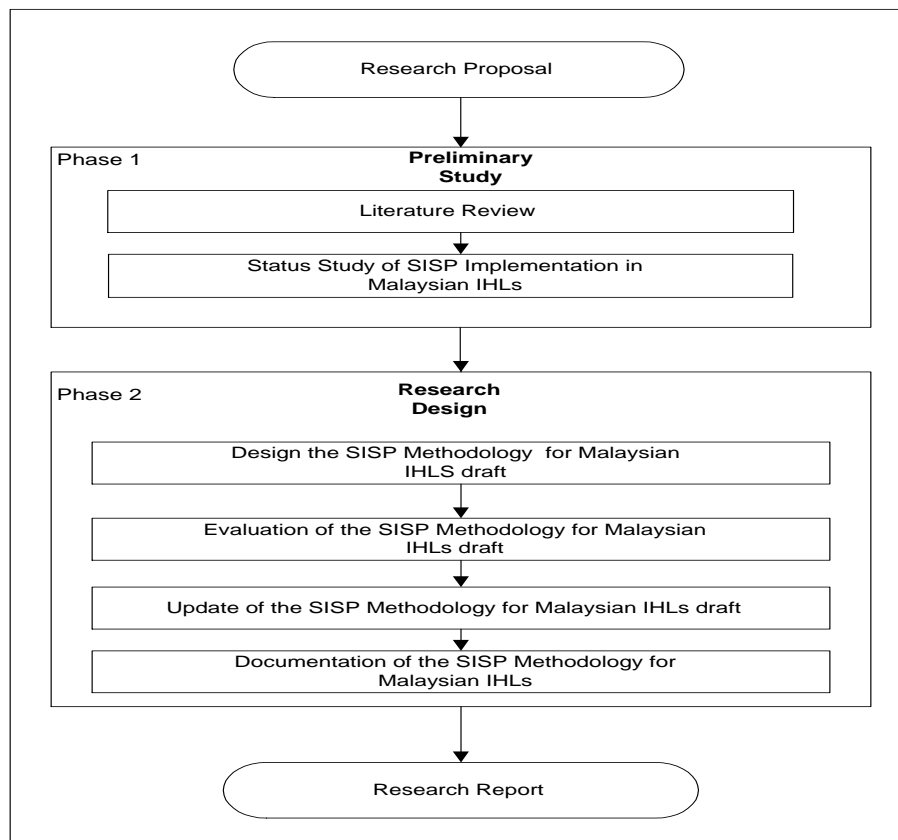 Research Proposal
Phase 1
Preliminary
Study
Literature Review
Status Study of SISP Implementation in
Malaysian IHLs
Phase 2
Research
Design
Design the SISP Methodology for Malaysian
IHLS draft
Evaluation of the SISP Methodology for Malaysian
IHLs draft
Update of the SISP Methodology for Malaysian IHLs draft
Documentation of the SISP Methodology for
Malaysian IHLs
Research Report